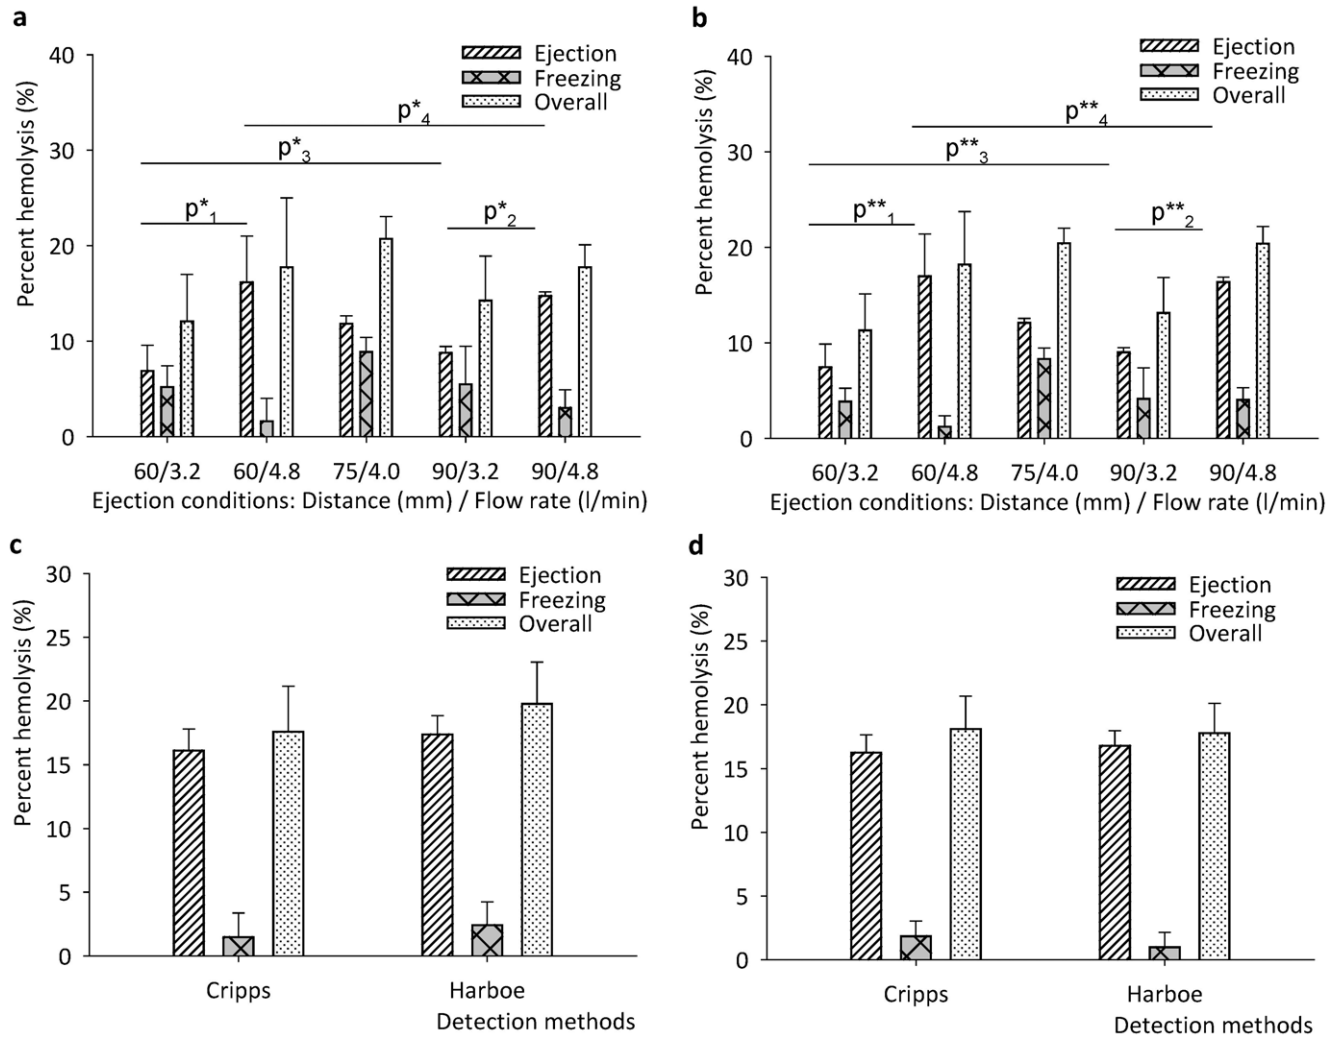 a
Ejection
Freezing
Overall
Percent hemolysis (%)
40
30
20
10
0
p*4
p*3
p*1
p*2
60/3.2 60/4.8 75/4.0 90/3.2 90/4.8
Ejection conditions: Distance (mm) / Flow rate (l/min)
b
Ejection
Freezing
Overall
Percent hemolysis (%)
40
30
20
10
0
p**4
p**3
p**1
p**2
60/3.2 60/4.8 75/4.0 90/3.2 90/4.8
Ejection conditions: Distance (mm) / Flow rate (l/min)
c
Ejection
Freezing
Overall
Percent hemolysis (%)
30
25
20
15
10
5
0
Cripps Harboe
Detection methods
d
Ejection
Freezing
Overall
Percent hemolysis (%)
30
25
20
15
10
5
0
Cripps Harboe
Detection methods